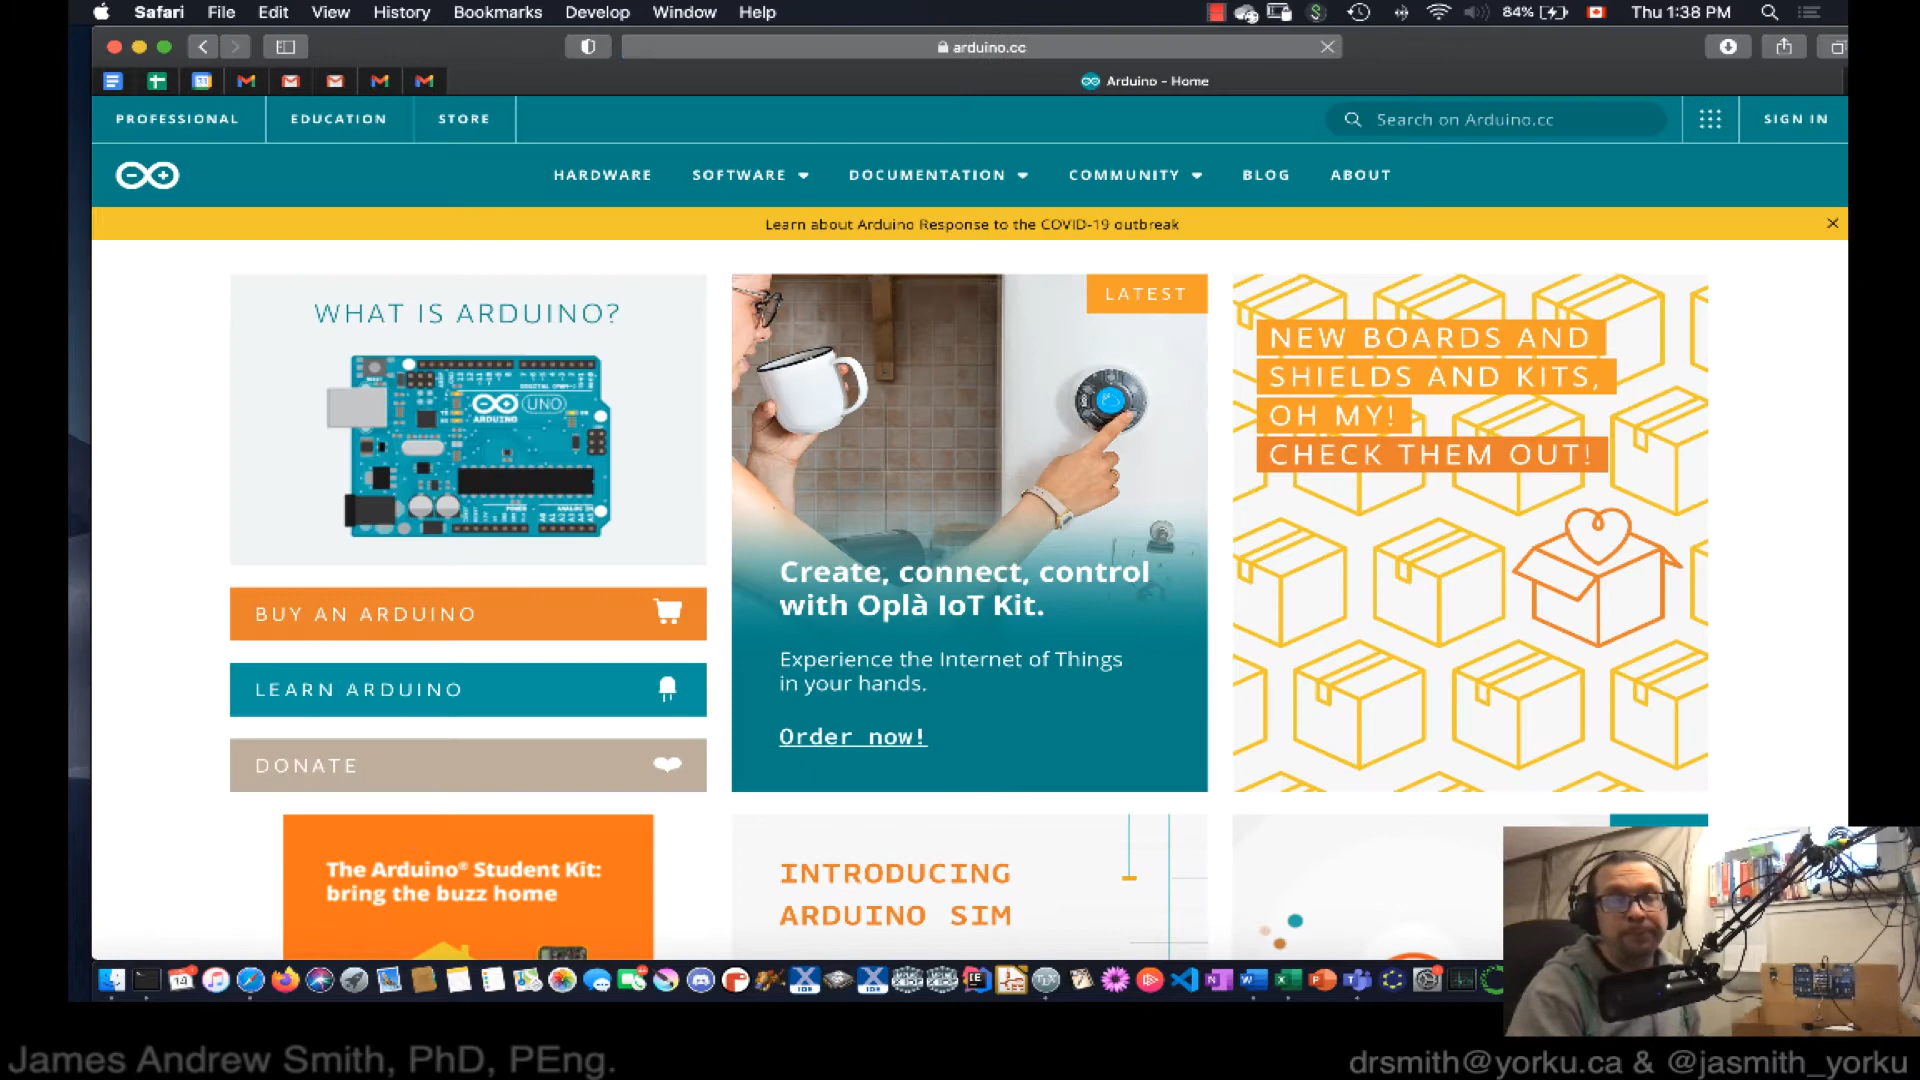 Safari File Edit View History Bookmarks Develop Window Help
84% Thu 1:38 PM
arduino.cc
Arduino - Home
PROFESSIONAL EDUCATION STORE
Search on Arduino.cc
SIGN IN
HARDWARE SOFTWARE DOCUMENTATION COMMUNITY BLOG ABOUT
Learn about Arduino Response to the COVID-19 outbreak
WHAT IS ARDUINO?
UNO
ARDUINO
BUY AN ARDUINO
LEARN ARDUINO
DONATE
LATEST
Create, connect, control
with Oplà IoT Kit.
Experience the Internet of Things
in your hands.
Order now!
NEW BOARDS AND
SHIELDS AND KITS,
OH MY!
CHECK THEM OUT!
The Arduino® Student Kit:
bring the buzz home
INTRODUCING
ARDUINO SIM
James Andrew Smith, PhD, PEng.
drsmith@yorku.ca & @jasmith_yorku